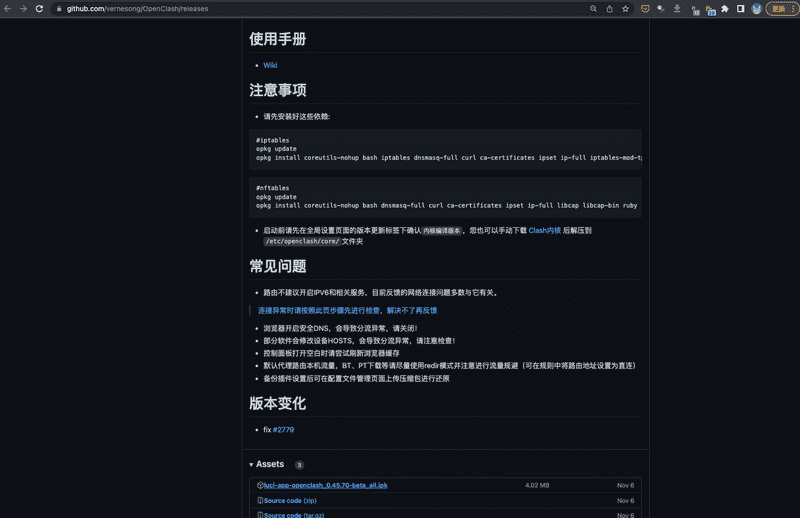 github.com/vernesong/OpenClash/releases
更新
使用手册
Wiki
注意事项
请先安装好这些依赖:
#iptables
opkg update
opkg install coreutils-nohup bash iptables dnsmasq-full curl ca-certificates ipset ip-full iptables-mod-tp
#nftables
opkg update
opkg install coreutils-nohup bash dnsmasq-full curl ca-certificates ipset ip-full libcap libcap-bin ruby
启动前请先在全局设置页面的版本更新标签下确认 内核编译版本，您也可以手动下载 Clash内核 后解压到
/etc/openclash/core/ 文件夹
常见问题
路由不建议开启IPV6和相关服务，目前反馈的网络连接问题多数与它有关。
连接异常时请按照此页步骤先进行检查，解决不了再反馈
浏览器开启安全DNS，会导致分流异常，请关闭！
部分软件会修改设备HOSTS，会导致分流异常，请注意检查！
控制面板打开空白时请尝试刷新浏览器缓存
默认代理路由本机流量，BT、PT下载等请尽量使用redir模式并注意进行流量规避（可在规则中将路由地址设置为直连）
备份插件设置后可在配置文件管理页面上传压缩包进行还原
版本变化
fix #2779
Assets 3
luci-app-openclash_0.45.70-beta_all.ipk 4.02 MB Nov 6
Source code (zip) Nov 6
Source code (tar.gz) Nov 6